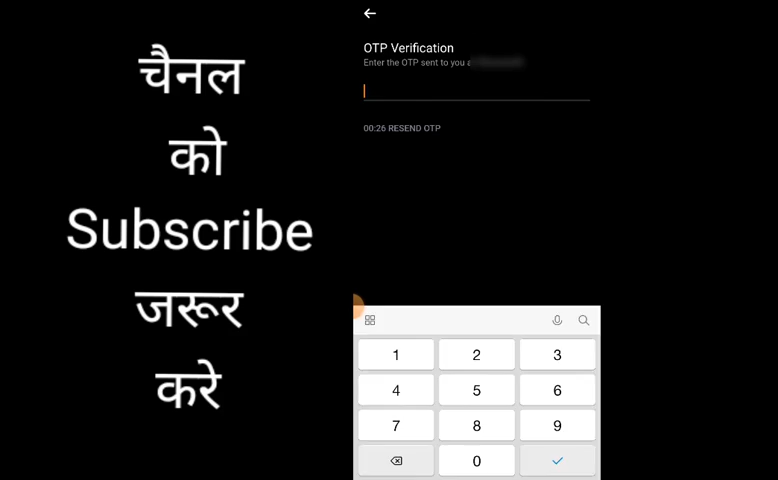 चैनल
को
Subscribe
जरूर
करे
OTP Verification
Enter the OTP sent to you a
00:26 RESEND OTP
1 2 3
4 5 6
7 8 9
0